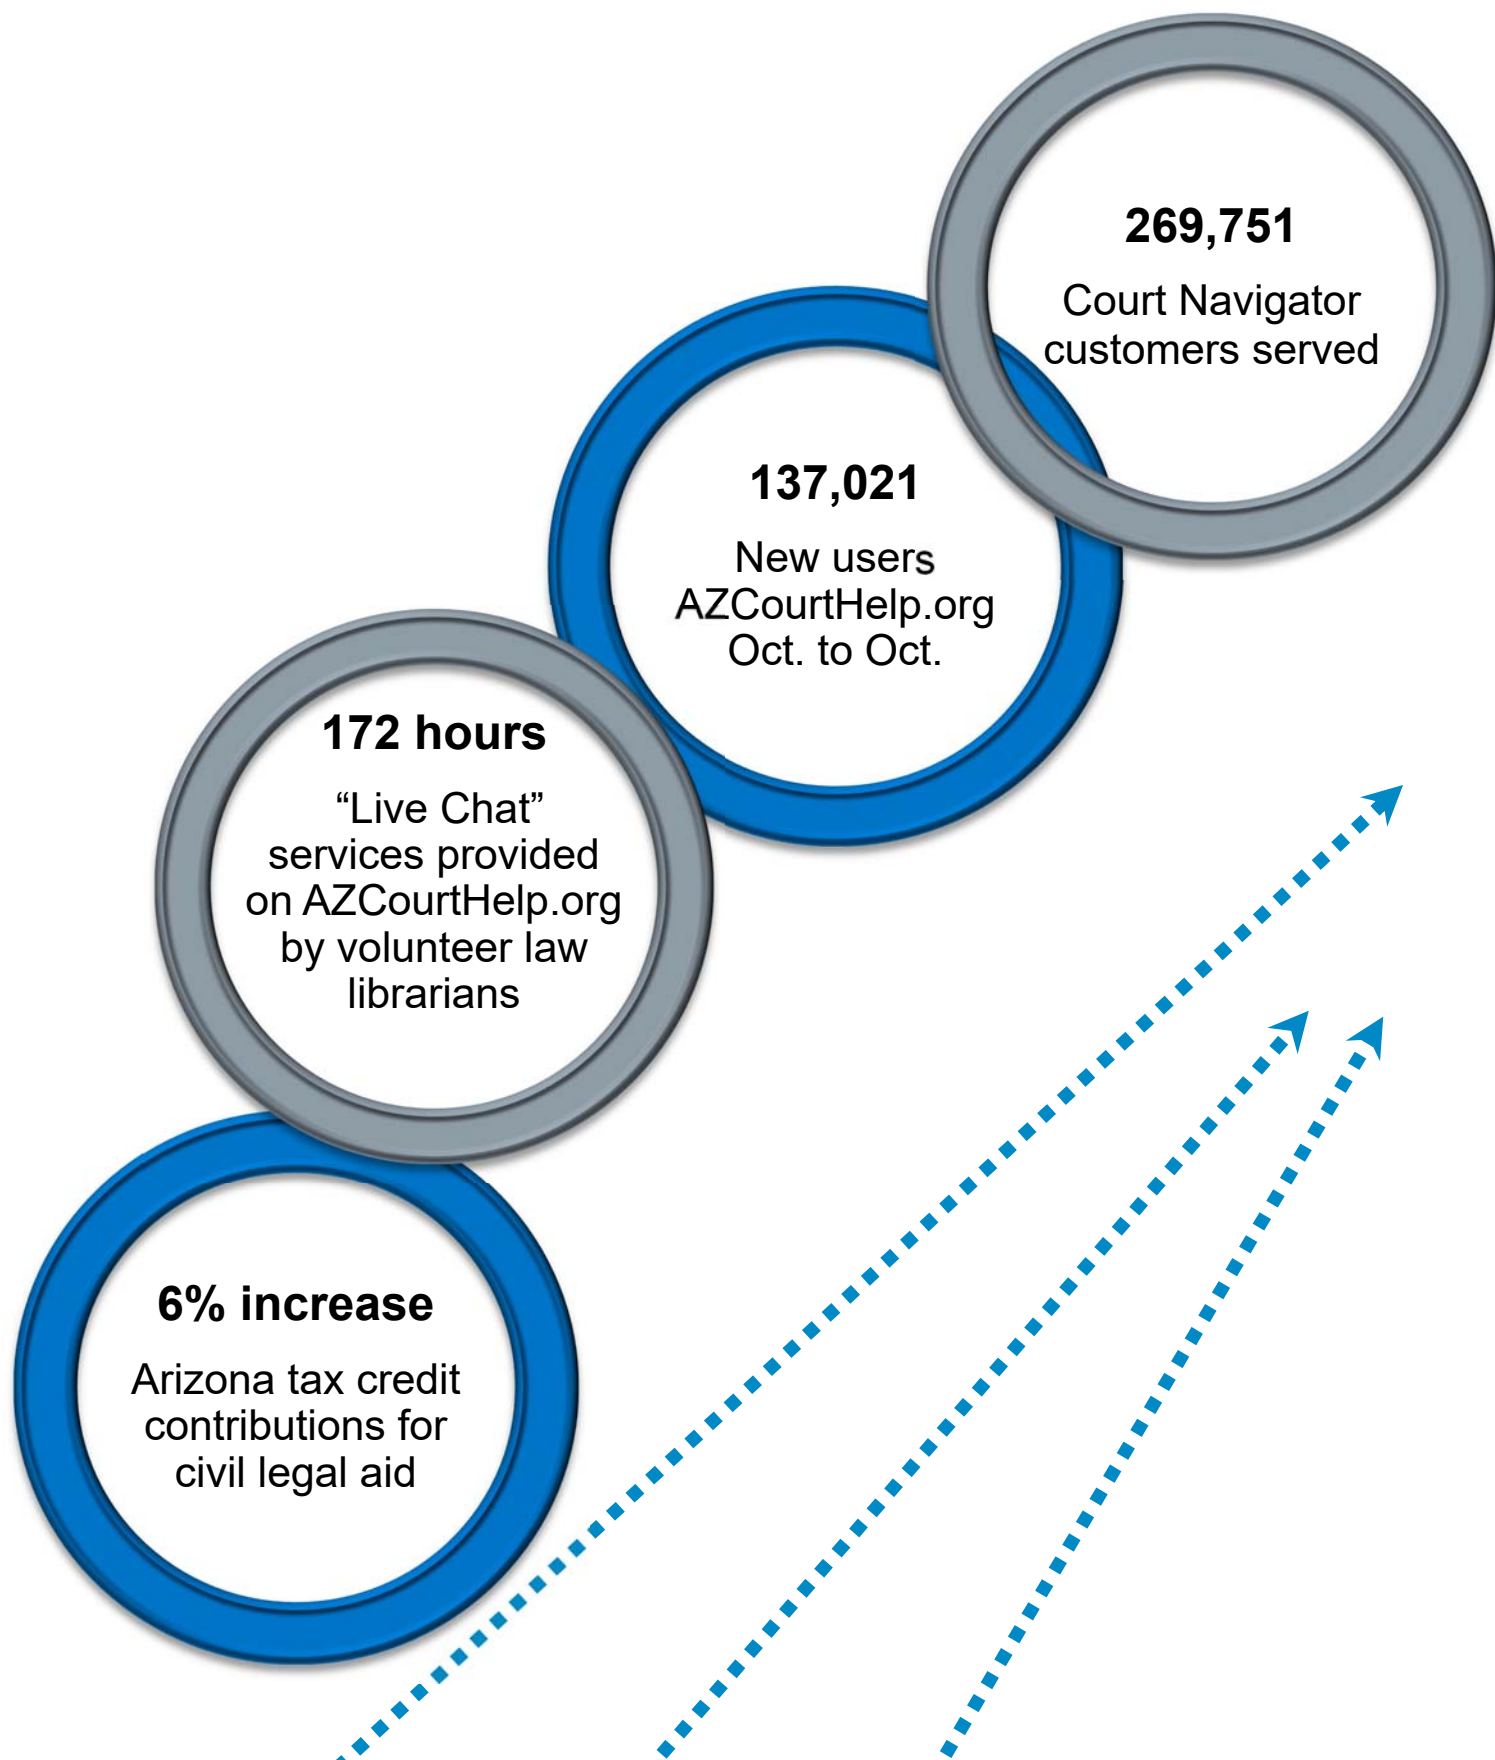 269,751
Court Navigator
customers served
137,021
New users
AZCourtHelp.org
Oct. to Oct.
172 hours
“Live Chat”
services provided
on AZCourtHelp.org
by volunteer law
librarians
6% increase
Arizona tax credit
contributions for
civil legal aid